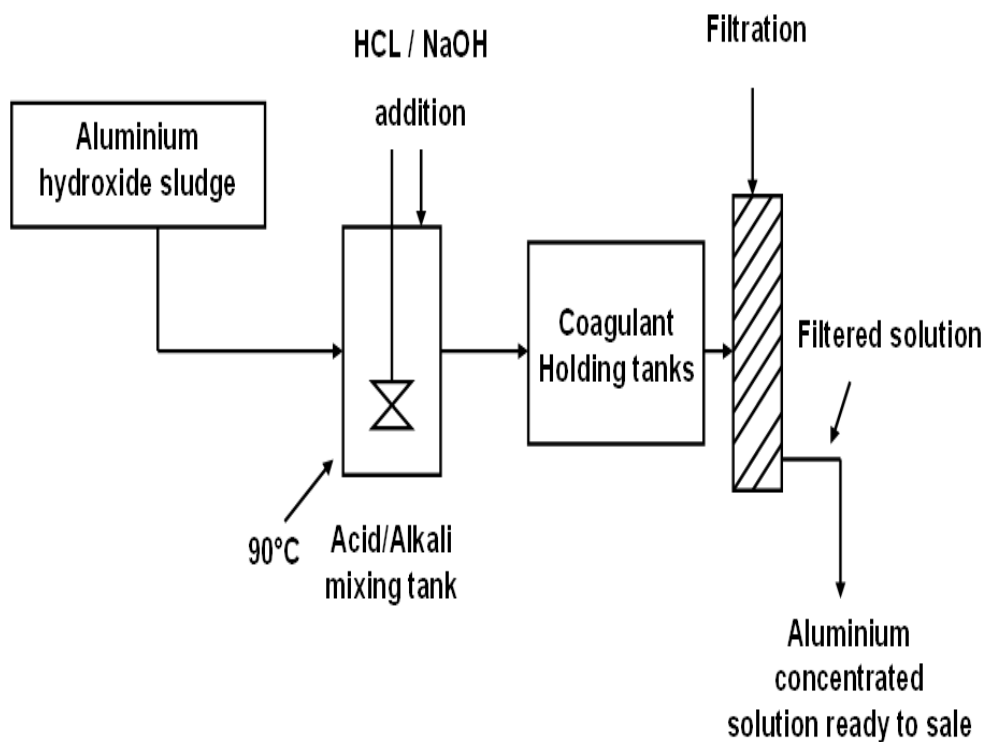 HCL / NaOH
addition
Filtration
Aluminium
hydroxide sludge
Coagulant
Holding tanks
Filtered solution
90°C
Acid/Alkali
mixing tank
Aluminium
concentrated
solution ready to sale